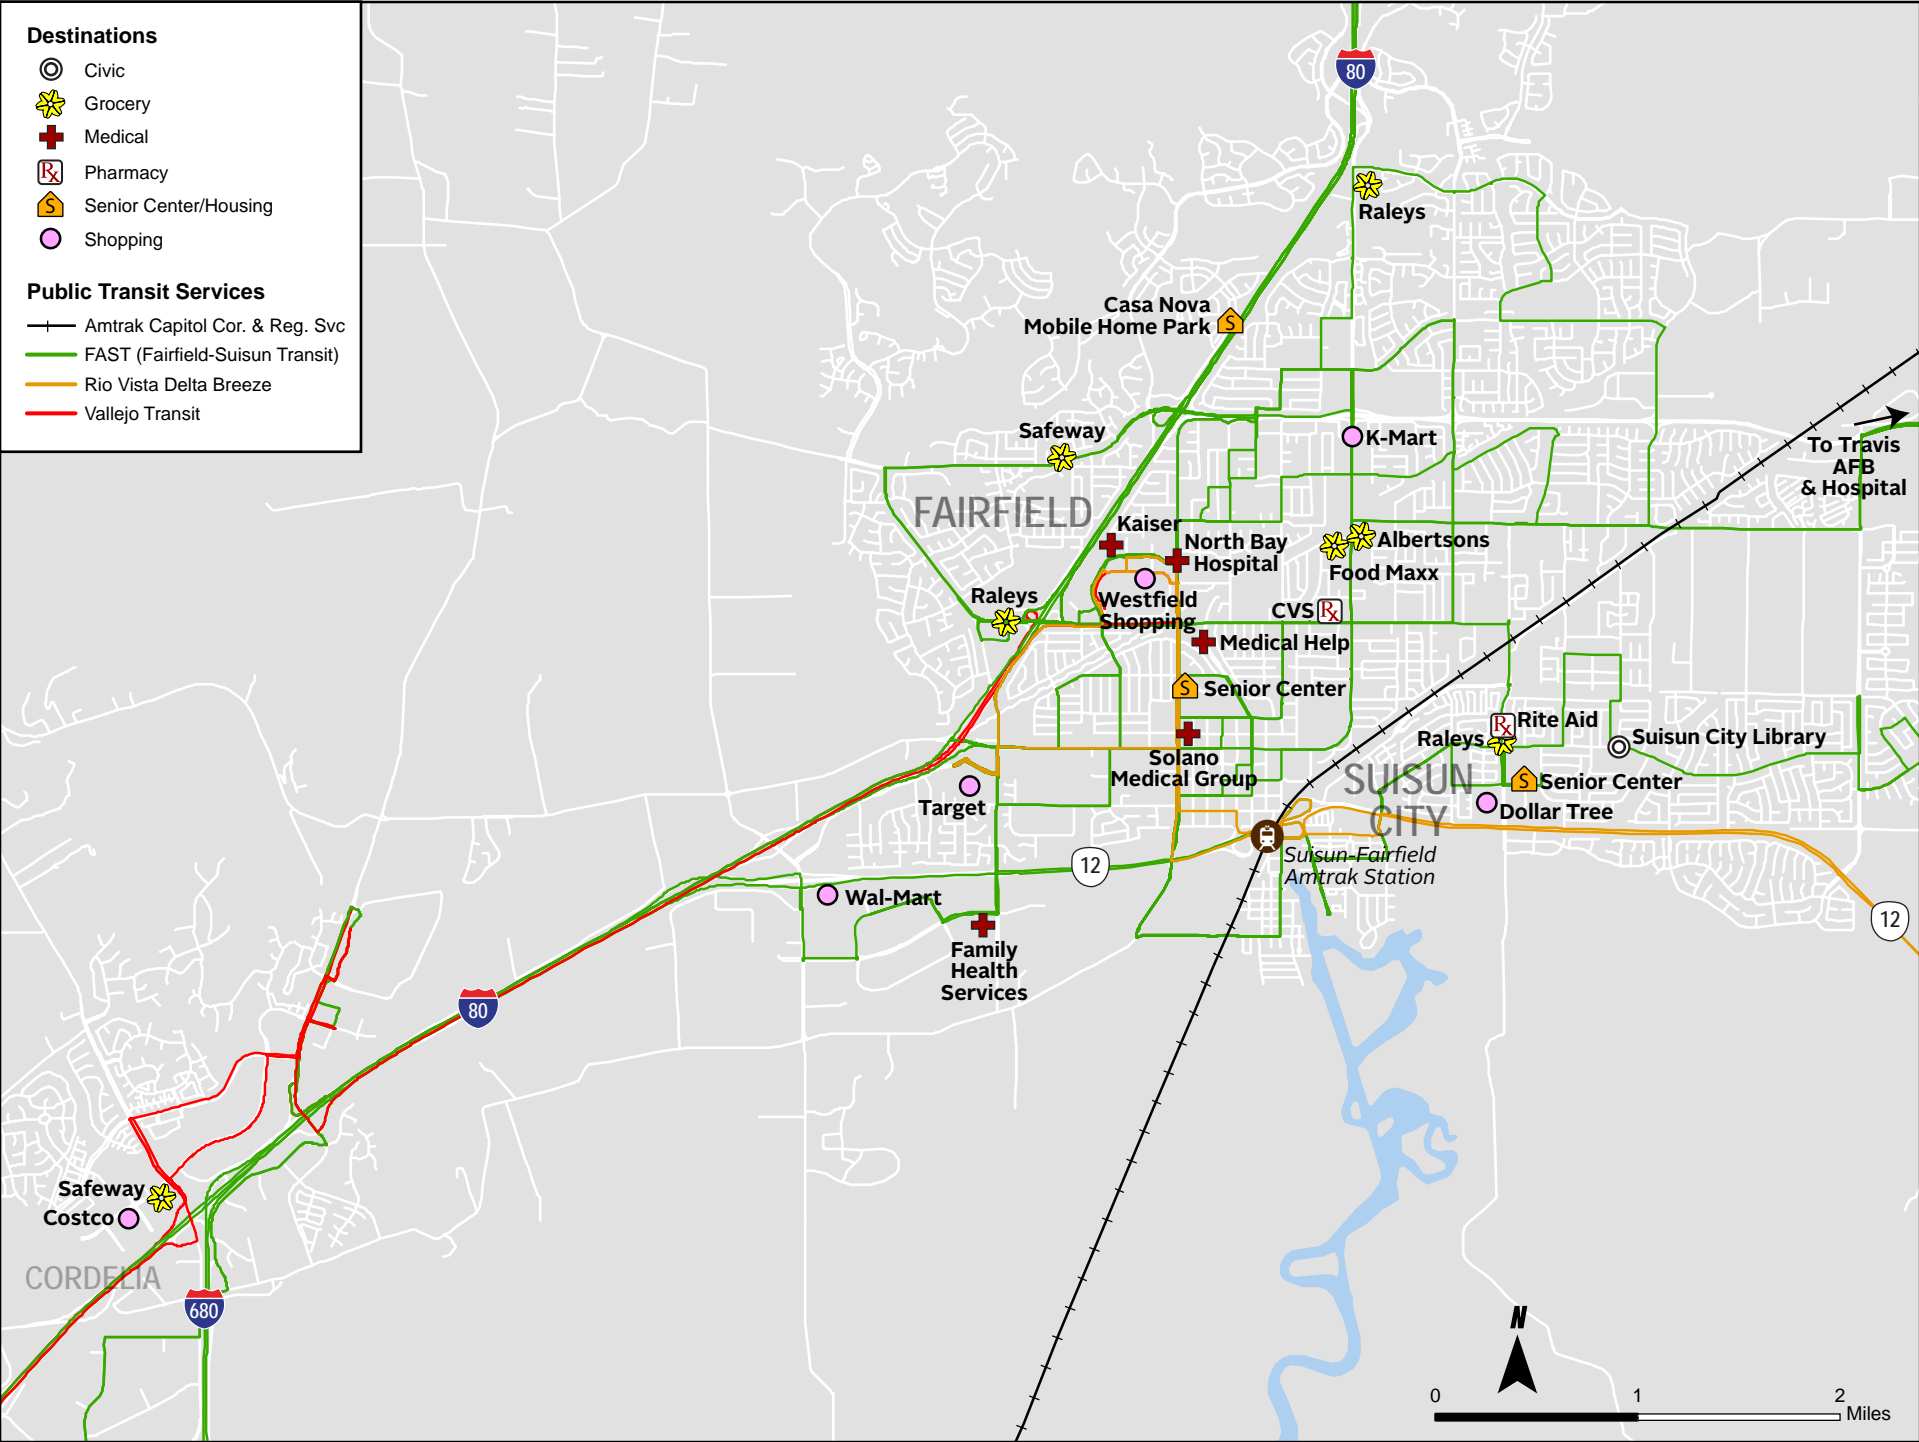 Destinations
Civic
Grocery
Medical
Rx
Pharmacy
S
Senior Center/Housing
Shopping
Public Transit Services
Amtrak Capitol Cor. & Reg. Svc
FAST (Fairfield-Suisun Transit)
Rio Vista Delta Breeze
Vallejo Transit
80
Raleys
Casa Nova
Mobile Home Park
S
Safeway
K-Mart
To Travis
AFB
& Hospital
FAIRFIELD
Kaiser
North Bay
Hospital
Albertsons
Food Maxx
Raleys
Westfield
Shopping
CVS
Rx
Medical Help
S
Senior Center
Rx
Rite Aid
Raleys
Suisun City Library
Solano
Medical Group
SUISUN
CITY
S
Senior Center
Target
Dollar Tree
12
Suisun-Fairfield
Amtrak Station
Wal-Mart
12
Family
Health
Services
80
Safeway
Costco
CORDELIA
680
N
0
1
2
Miles